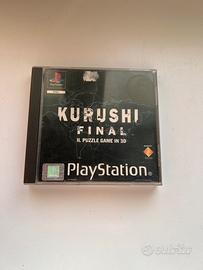 KURUSHI
FINAL
IL PUZZLE GAME IN 3D
PlayStation
subito